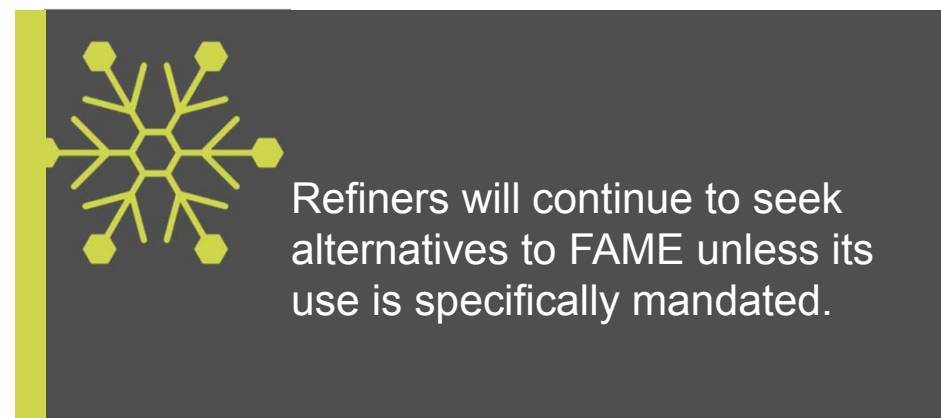 Refiners will continue to seek
alternatives to FAME unless its
use is specifically mandated.